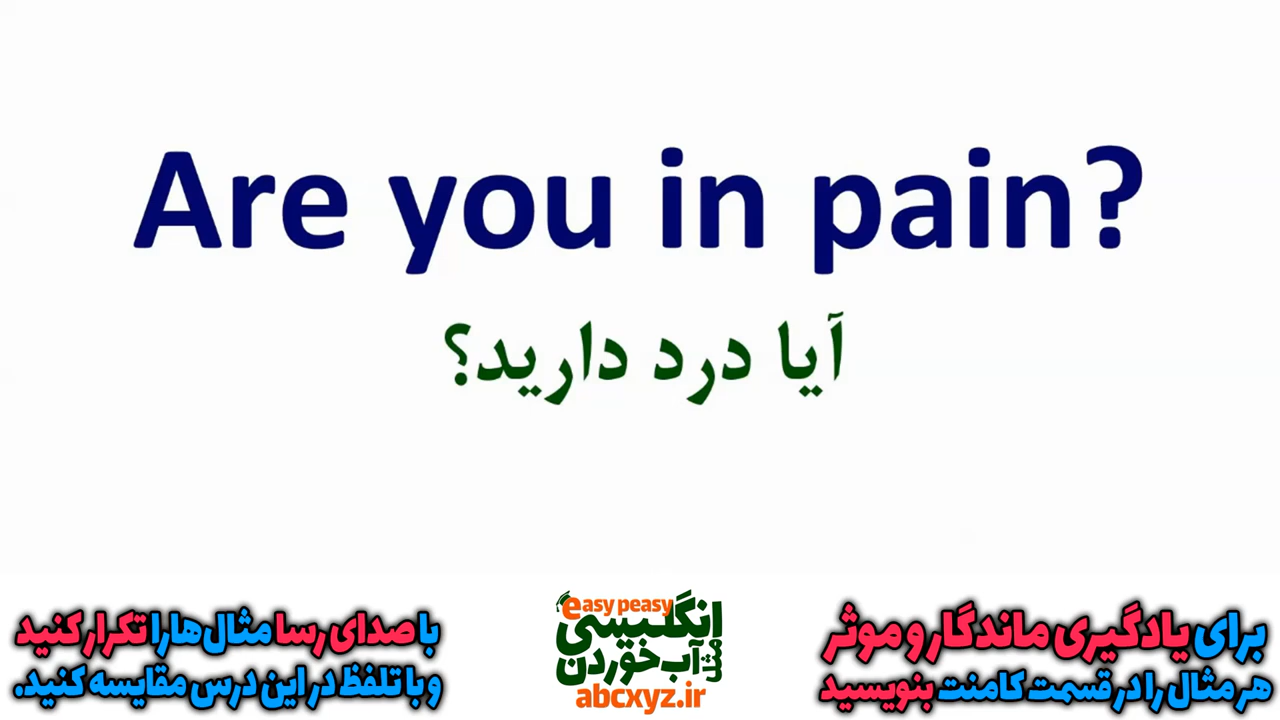 Are you in pain?
آیا درد دارید؟
برای یادگیری ماندگار و موثر
هر مثال را در قسمت کامنت بنویسید
easy peasy
انگلیسی
مثل آب خوردن
abcxyz.ir
با صدای رسا مثال‌ها را تکرار کنید
و با تلفظ در این درس مقایسه کنید.